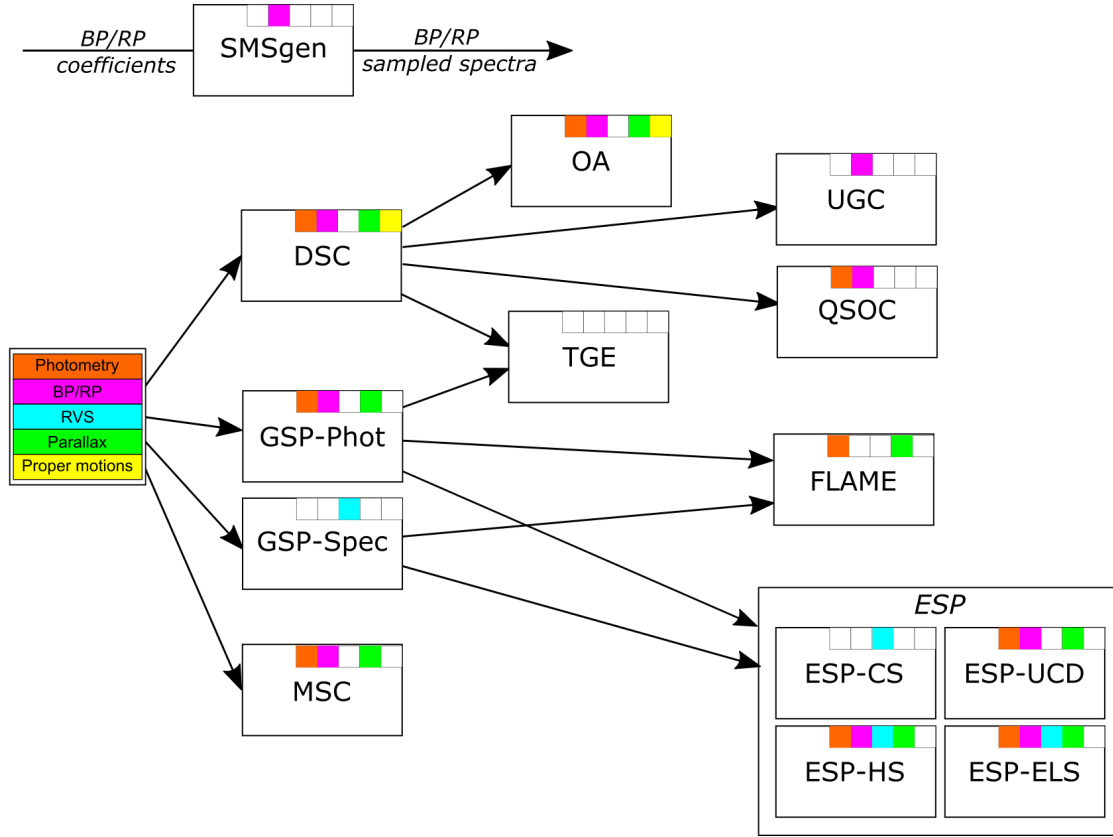 BP/RP
coefficients
SMSgen
BP/RP
sampled spectra
OA
UGC
DSC
QSOC
TGE
Photometry
BP/RP
RVS
Parallax
Proper motions
GSP-Phot
FLAME
GSP-Spec
MSC
ESP
ESP-CS
ESP-UCD
ESP-HS
ESP-ELS